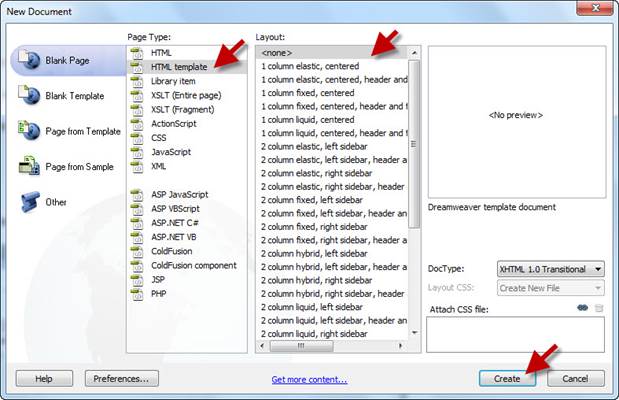 New Document
Blank Page
Blank Template
Page from Template
Page from Sample
Other
Page Type:
HTML
HTML template
Library item
XSLT (Entire page)
XSLT (Fragment)
ActionScript
CSS
JavaScript
XML
ASP JavaScript
ASP VBScript
ASP.NET C#
ASP.NET VB
ColdFusion
ColdFusion component
JSP
PHP
Layout:
<none>
1 column elastic, centered
1 column elastic, centered, header and
1 column fixed, centered
1 column fixed, centered, header and f
1 column liquid, centered
1 column liquid, centered, header and
2 column elastic, left sidebar
2 column elastic, left sidebar, header a
2 column elastic, right sidebar
2 column elastic, right sidebar, header
2 column fixed, left sidebar
2 column fixed, left sidebar, header an
2 column fixed, right sidebar
2 column fixed, right sidebar, header a
2 column hybrid, left sidebar
2 column hybrid, left sidebar, header a
2 column hybrid, right sidebar
2 column hybrid, right sidebar, header
2 column liquid, left sidebar
2 column liquid, left sidebar, header an
2 column liquid, right sidebar
<No preview>
Dreamweaver template document
DocType:
XHTML 1.0 Transitional
Layout CSS:
Create New File
Attach CSS file:
Help
Preferences...
Get more content...
Create
Cancel